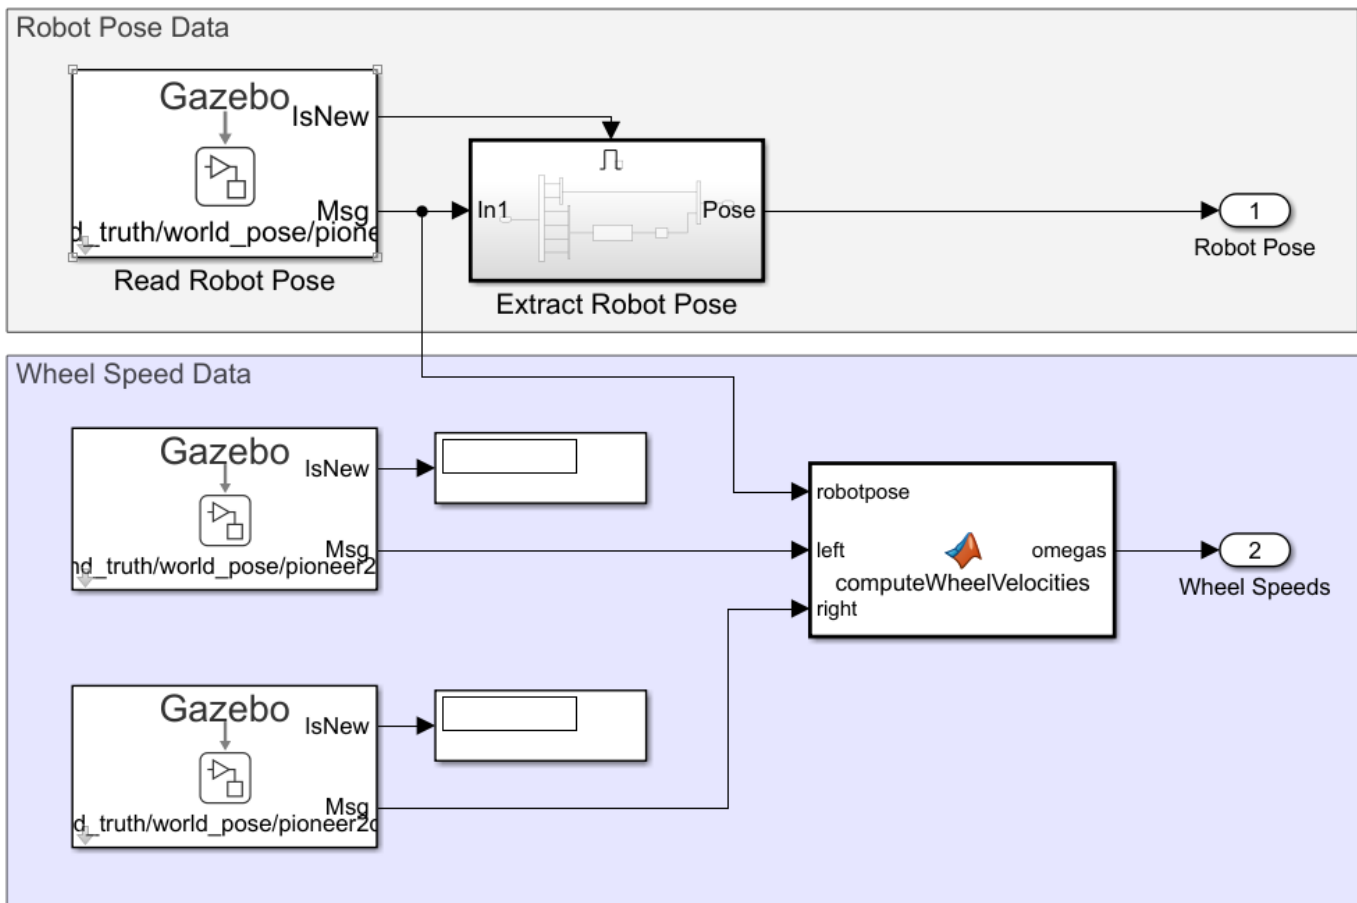 Robot Pose Data
Gazebo
IsNew
Msg
d_truth/world_pose/pione
Read Robot Pose
In1
Pose
Extract Robot Pose
1
Robot Pose
Wheel Speed Data
Gazebo
IsNew
Msg
nd_truth/world_pose/pioneer2
robotpose
left
right
omegas
computeWheelVelocities
2
Wheel Speeds
Gazebo
IsNew
Msg
d_truth/world_pose/pioneer2d